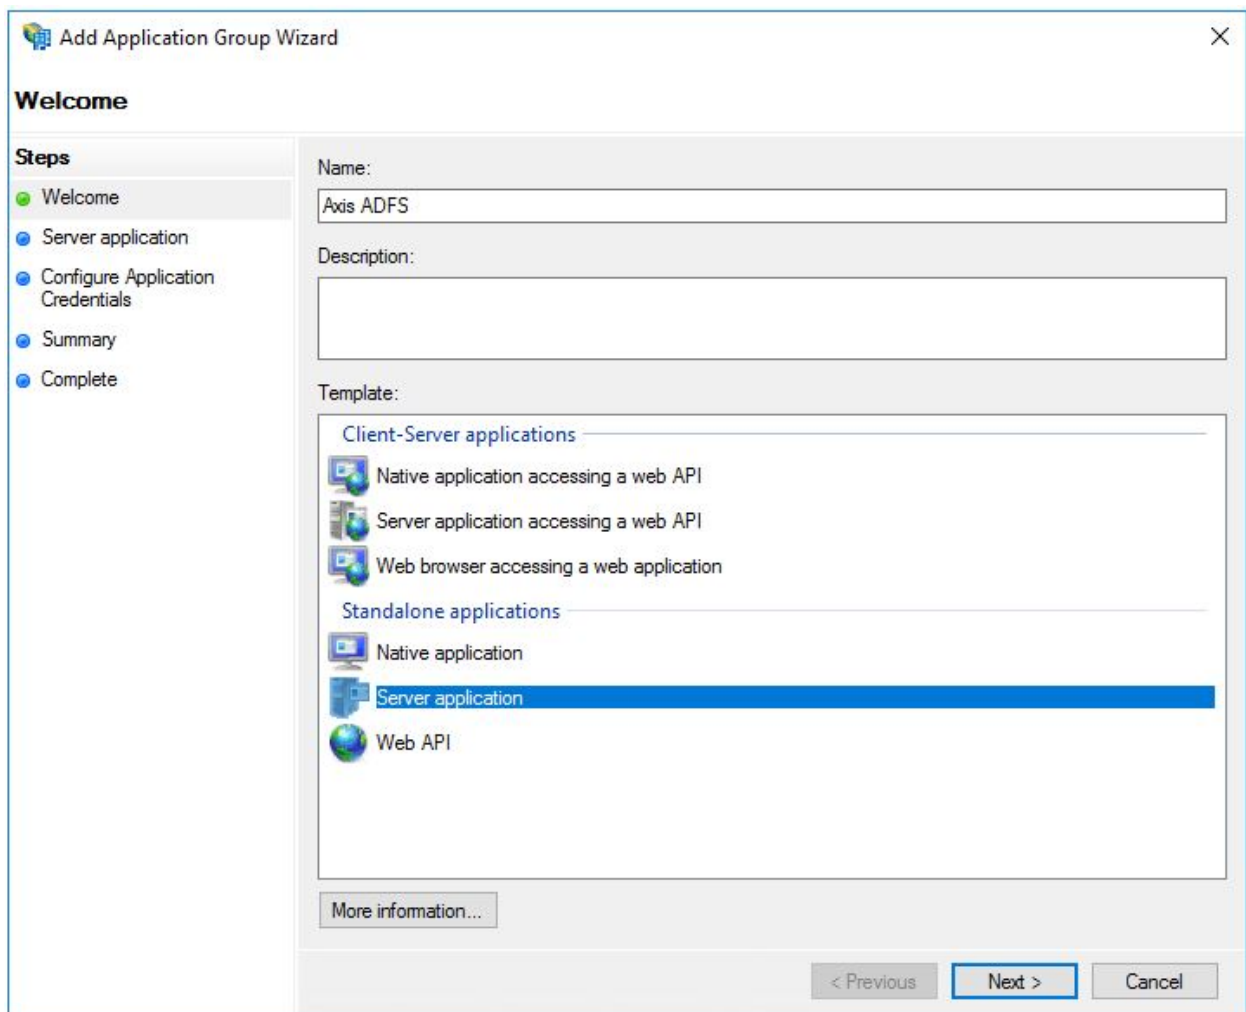 Add Application Group Wizard
Welcome
Steps
Welcome
Server application
Configure Application
Credentials
Summary
Complete
Name:
Axis ADFS
Description:
Template:
Client-Server applications
Native application accessing a web API
Server application accessing a web API
Web browser accessing a web application
Standalone applications
Native application
Server application
Web API
More information...
< Previous
Next >
Cancel